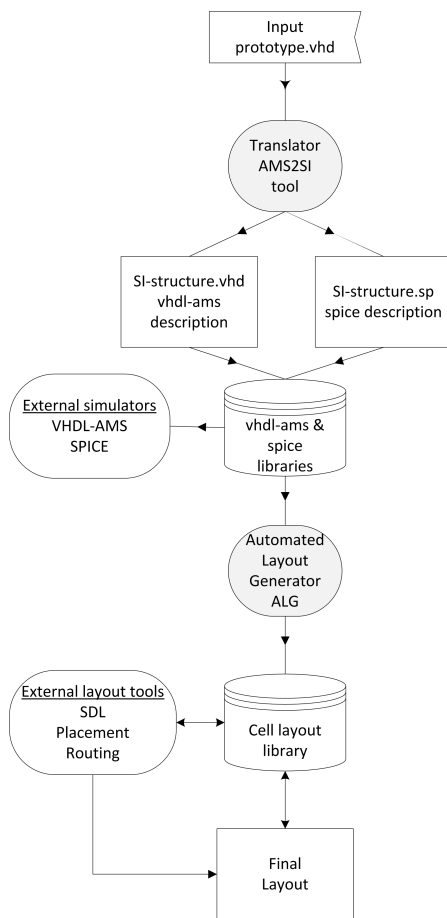 Input
prototype.vhd
Translator
AMS2SI
tool
SI-structure.vhd
vhdl-ams
description
SI-structure.sp
spice description
External simulators
VHDL-AMS
SPICE
vhdl-ams &
spice
libraries
Automated
Layout
Generator
ALG
External layout tools
SDL
Placement
Routing
Cell layout
library
Final
Layout